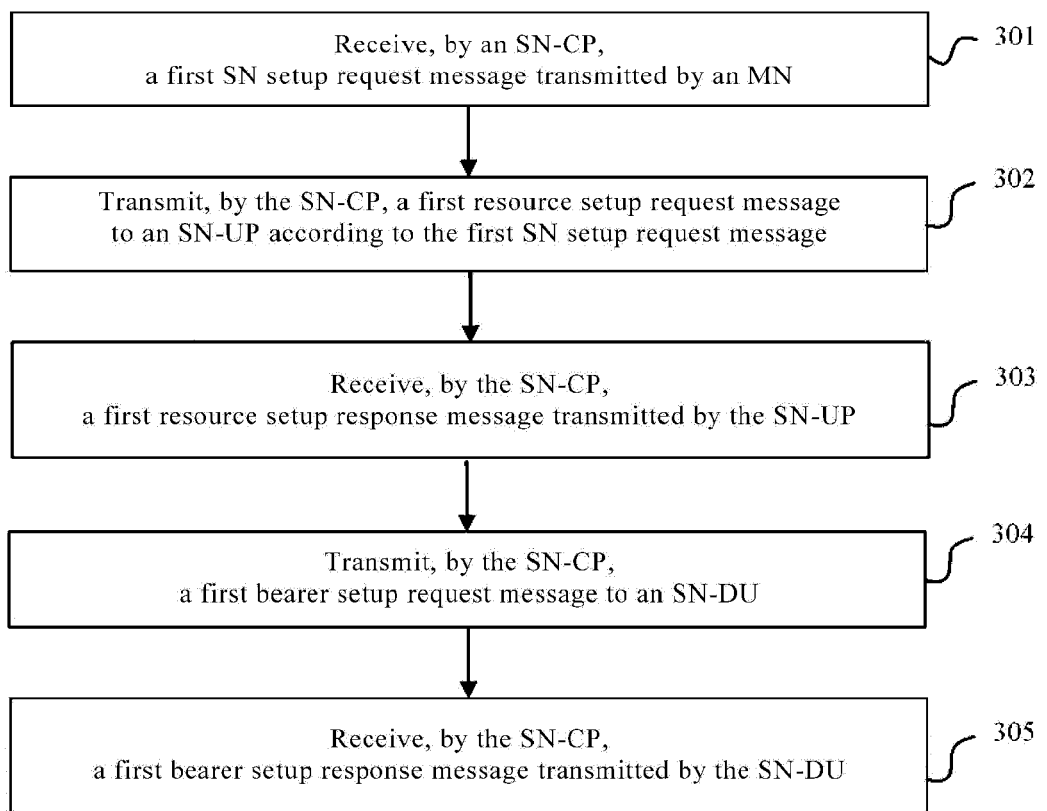 Receive, by an SN-CP,
a first SN setup request message transmitted by an MN
301
Transmit, by the SN-CP, a first resource setup request message
to an SN-UP according to the first SN setup request message
302
Receive, by the SN-CP,
a first resource setup response message transmitted by the SN-UP
303
Transmit, by the SN-CP,
a first bearer setup request message to an SN-DU
304
Receive, by the SN-CP,
a first bearer setup response message transmitted by the SN-DU
305